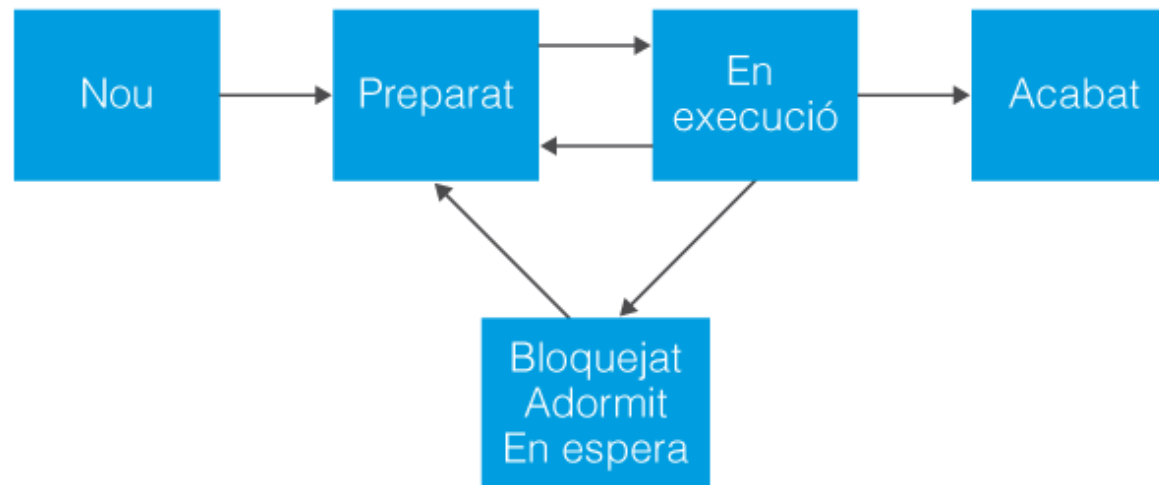 Nou
Preparat
En
execució
Acabat
Bloquejat
Adormit
En espera